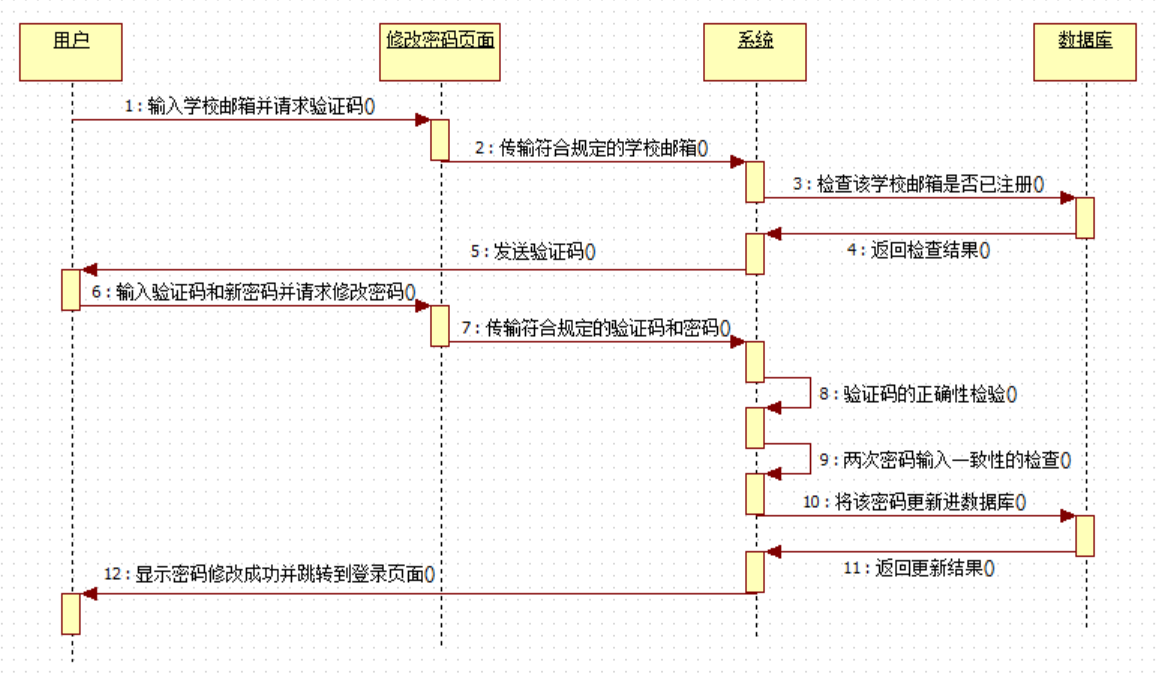 用户
修改密码页面
系统
数据库
1 : 输入学校邮箱并请求验证码()
2 : 传输符合规定的学校邮箱()
3 : 检查该学校邮箱是否已注册()
4 : 返回检查结果()
5 : 发送验证码()
6 : 输入验证码和新密码并请求修改密码()
7 : 传输符合规定的验证码和密码()
8 : 验证码的正确性检验()
9 : 两次密码输入一致性的检查()
10 : 将该密码更新进数据库()
11 : 返回更新结果()
12 : 显示密码修改成功并跳转到登录页面()